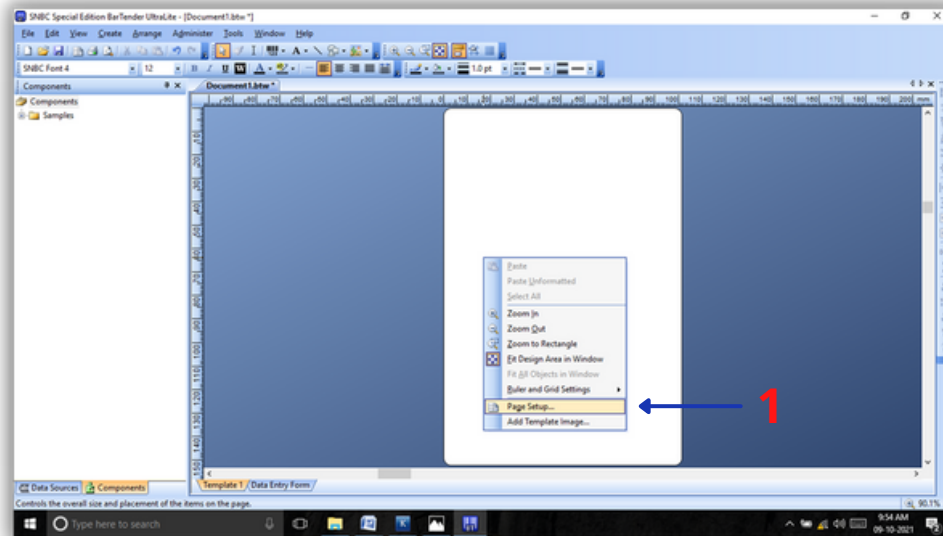 SNBC Special Edition BarTender UltraLite - [Document1.btw *]
File Edit View Create Arrange Administer Tools Window Help
SNBC Font 4 12 B I U W A 1.0 pt
Components
Document1.btw *
Components
Samples
mm
Paste
Paste Unformatted
Select All
Zoom In
Zoom Out
Zoom to Rectangle
Fit Design Area in Window
Fit All Objects in Window
Ruler and Grid Settings
Page Setup...
1
Add Template Image...
Data Sources Components
Template 1 Data Entry Form
Controls the overall size and placement of the items on the page.
90.1%
Type here to search
9:54 AM
09-10-2021